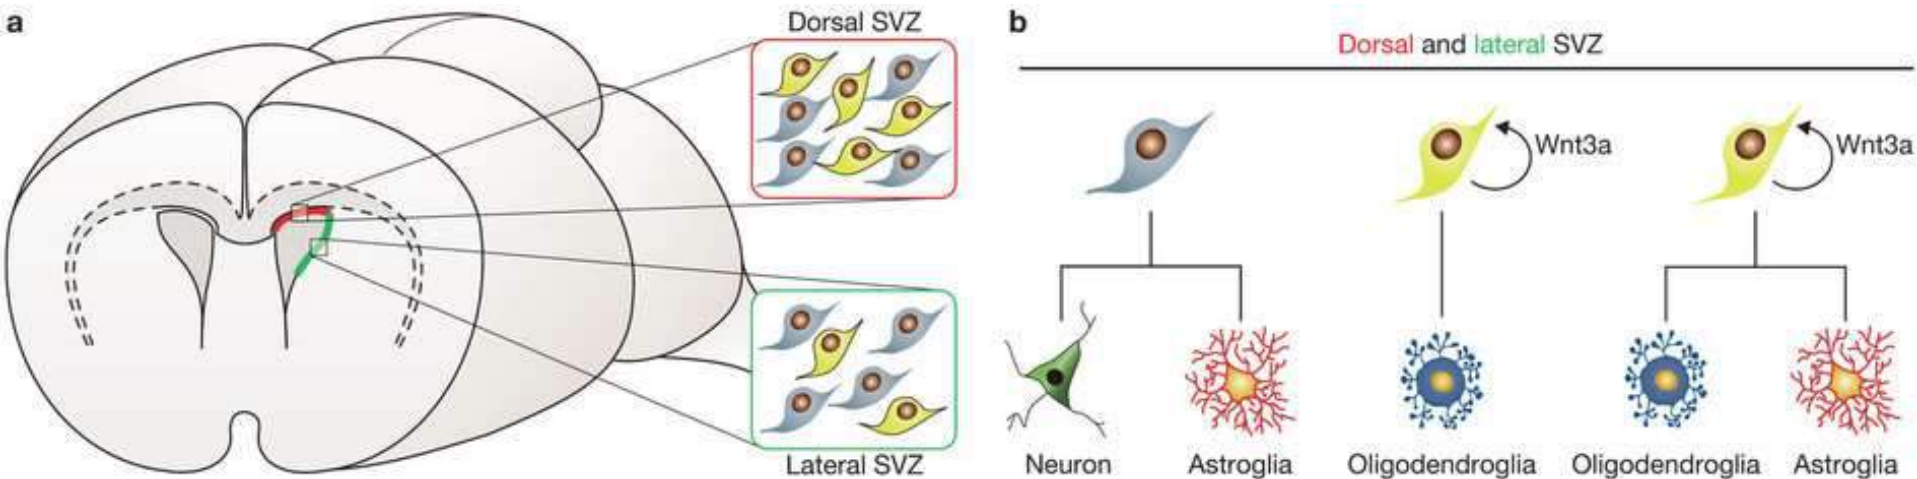 a
Dorsal SVZ
Lateral SVZ
b
Dorsal and lateral SVZ
Wnt3a
Wnt3a
Neuron
Astroglia
Oligodendroglia
Oligodendroglia
Astroglia